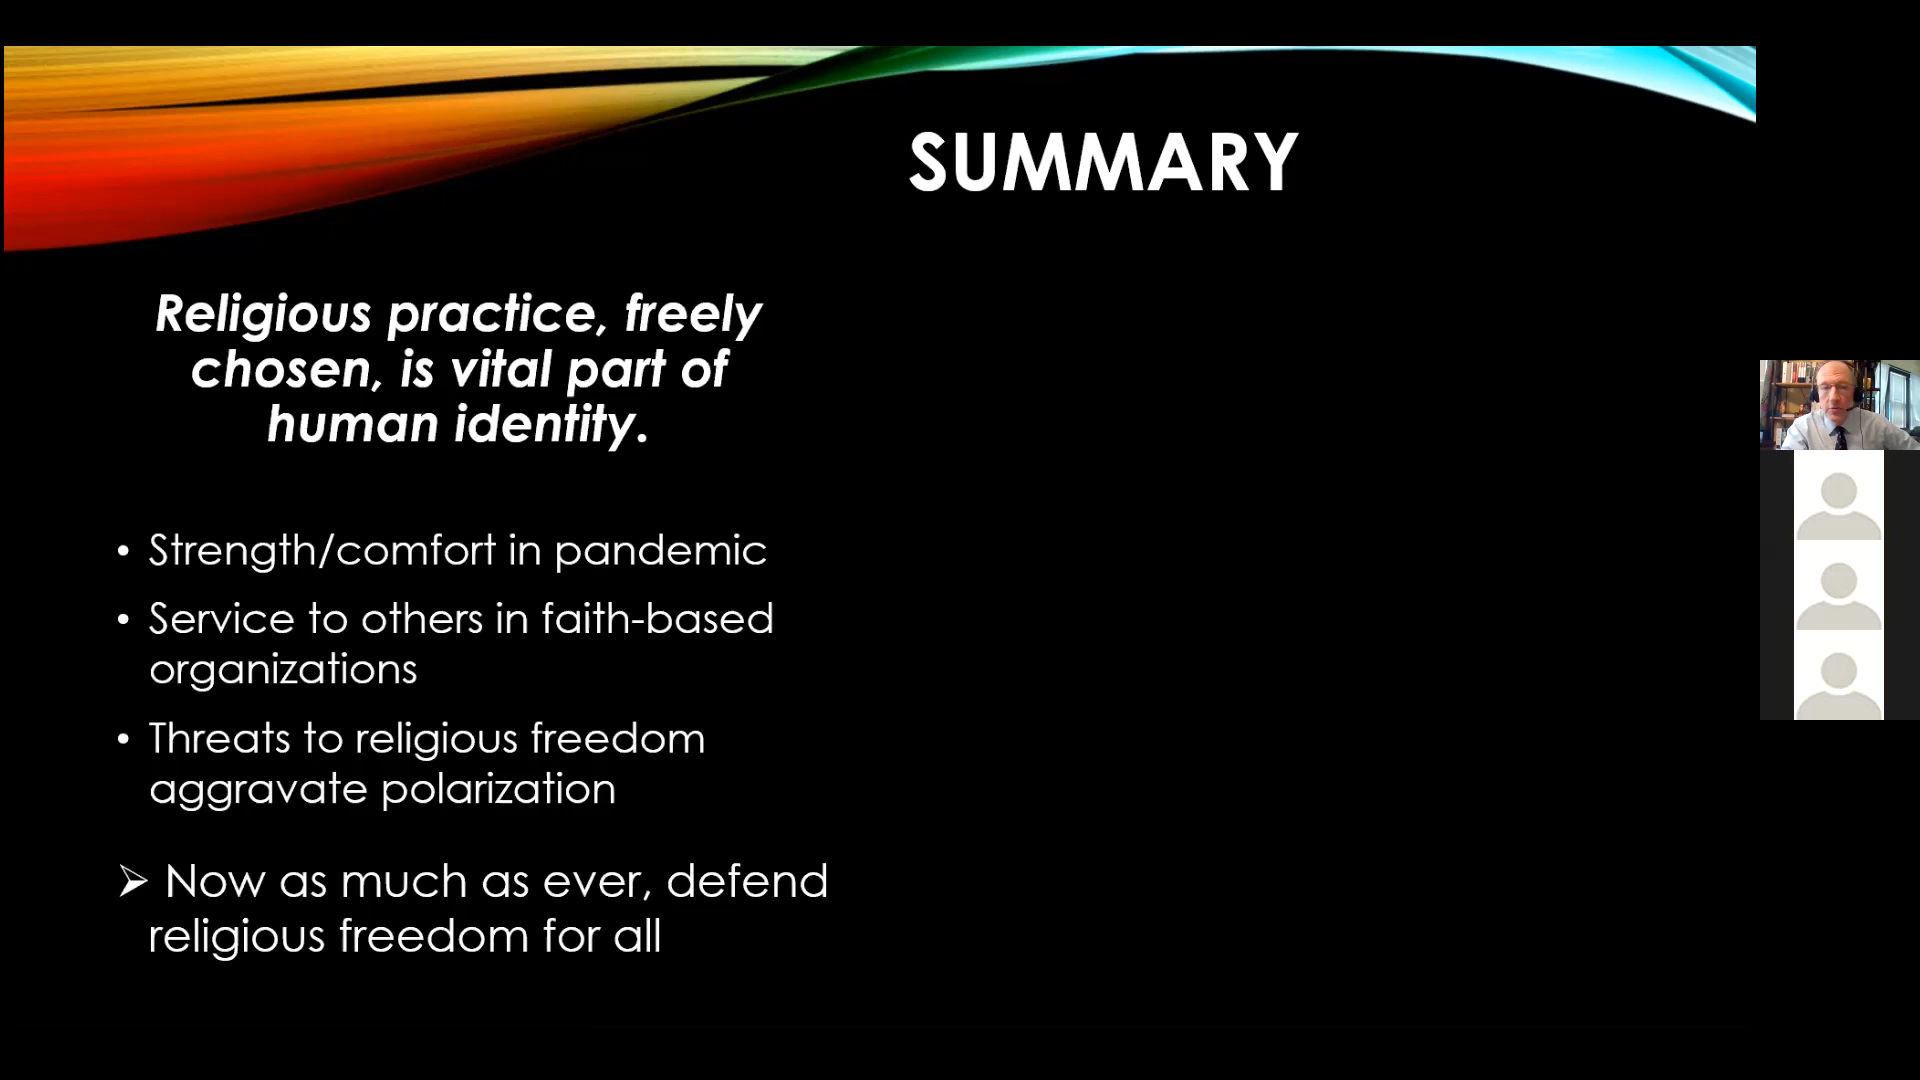 SUMMARY
Religious practice, freely
chosen, is vital part of
human identity.
• Strength/comfort in pandemic
• Service to others in faith-based
organizations
• Threats to religious freedom
aggravate polarization
➢ Now as much as ever, defend
religious freedom for all